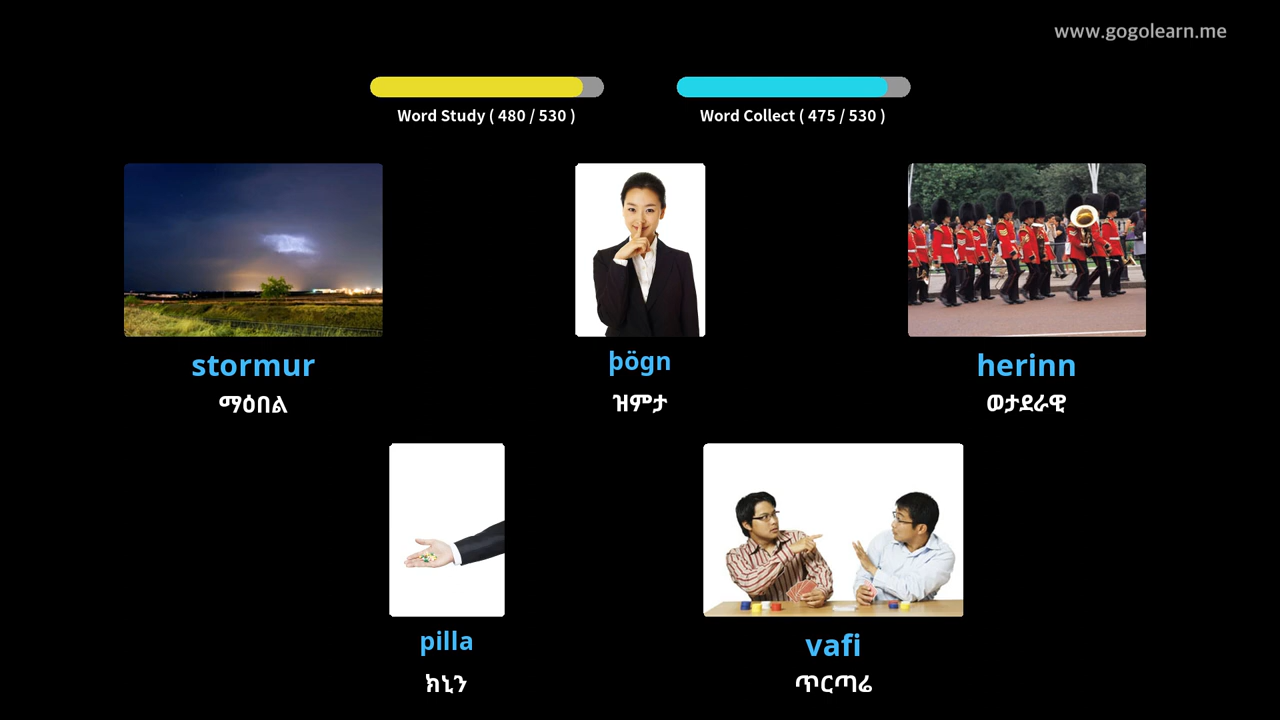 www.gogolearn.me
Word Study ( 480 / 530 )
Word Collect ( 475 / 530 )
stormur
ማዕበል
þögn
ዝምታ
herinn
ወታደራዊ
pilla
ክኒን
vafi
ጥርጣሬ